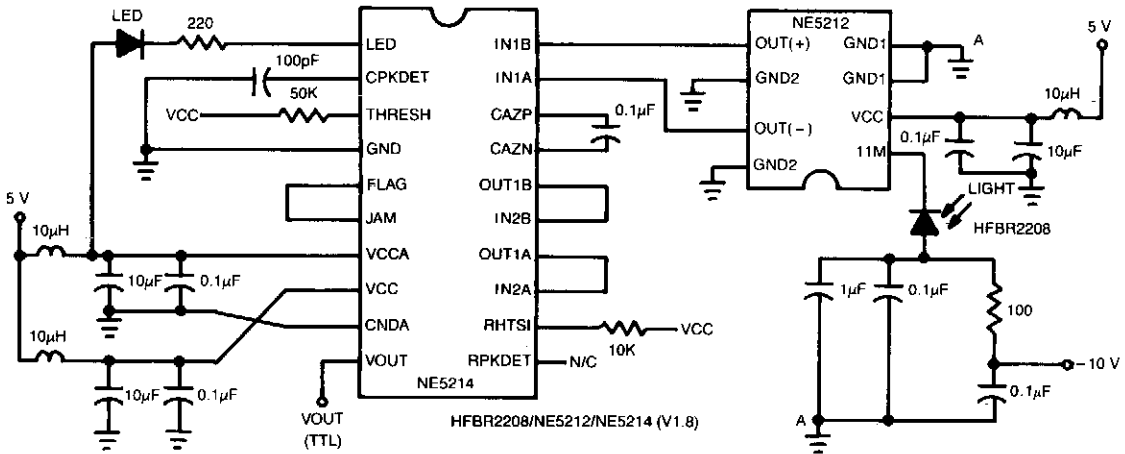 LED
220
100pF
50K
VCC
5 V
10µH
10µF
0.1µF
10µH
10µF
0.1µF
VOUT
(TTL)
LED
CPKDET
THRESH
GND
FLAG
JAM
VCCA
VCC
CNDA
VOUT
IN1B
IN1A
CAZP
CAZN
OUT1B
IN2B
OUT1A
IN2A
RHTSI
RPKDET
NE5214
0.1µF
10K
VCC
N/C
NE5212
OUT(+)
GND2
OUT(−)
GND2
GND1
GND1
VCC
11M
A
5 V
10µH
0.1µF
10µF
LIGHT
HFBR2208
1µF
0.1µF
100
−10 V
0.1µF
A
HFBR2208/NE5212/NE5214 (V1.8)